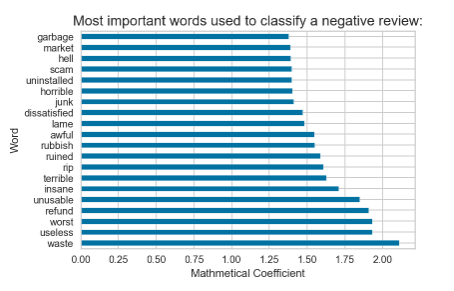 Most important words used to classify a negative review:
garbage
market
hell
scam
uninstalled
horrible
junk
dissatisfied
lame
awful
rubbish
ruined
rip
terrible
insane
unusable
refund
worst
useless
waste
Word
0.00 0.25 0.50 0.75 1.00 1.25 1.50 1.75 2.00
Mathmetical Coefficient